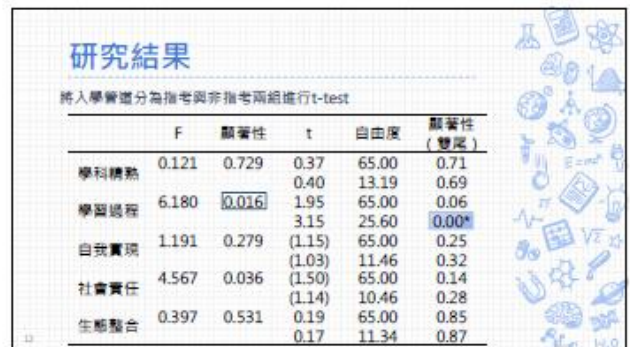 研究結果
將入學管道分為指考與非指考兩組進行t-test
F 顯著性 t 自由度 顯著性（雙尾）
學科精熟 0.121 0.729 0.37 65.00 0.71
0.40 13.19 0.69
學習過程 6.180 0.016 1.95 65.00 0.06
3.15 25.60 0.00*
自我實現 1.191 0.279 (1.15) 65.00 0.25
(1.03) 11.46 0.32
社會責任 4.567 0.036 (1.50) 65.00 0.14
(1.14) 10.46 0.28
生態整合 0.397 0.531 0.19 65.00 0.85
0.17 11.34 0.87